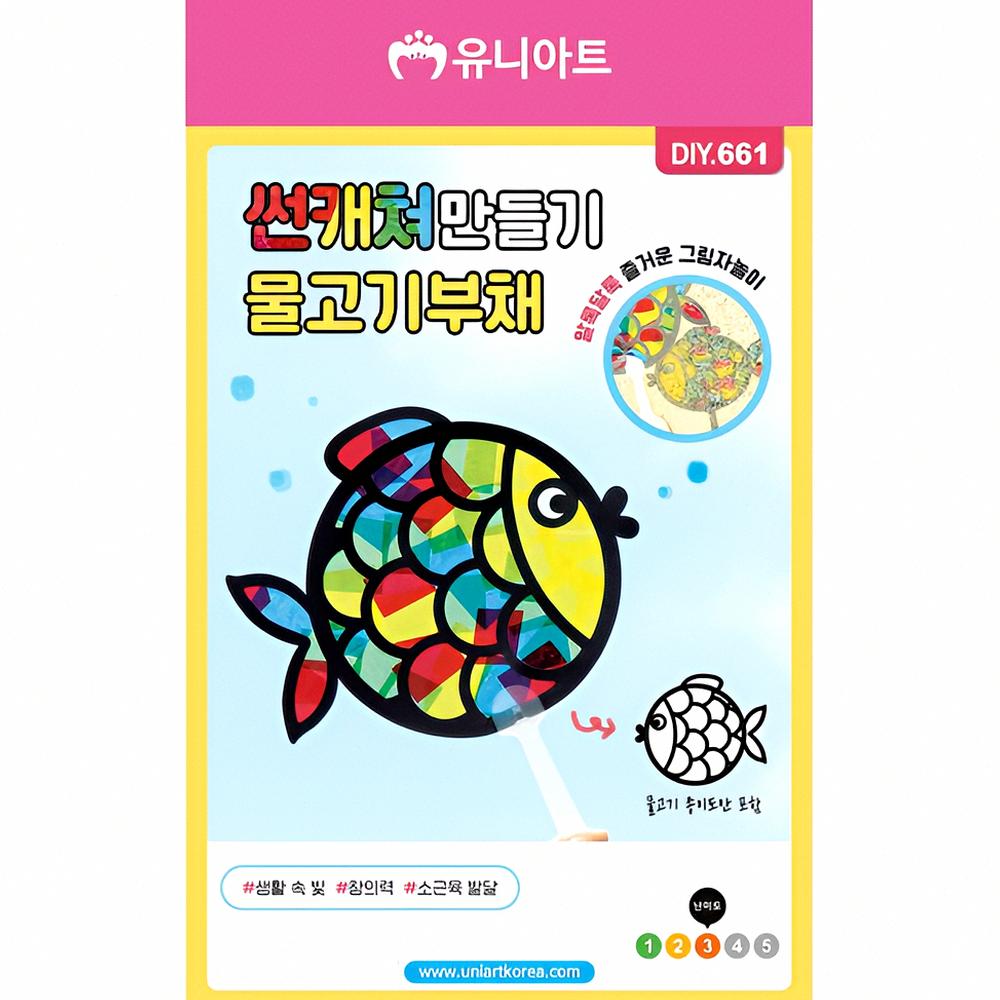 유니아트
DIY.661
썬캐쳐만들기
물고기부채
알록달록 즐거운 그림자놀이
물고기 종이도안 포함
#생활 속 빛 #창의력 #소근육 발달
난이도
1 2 3 4 5
www.uniartkorea.com